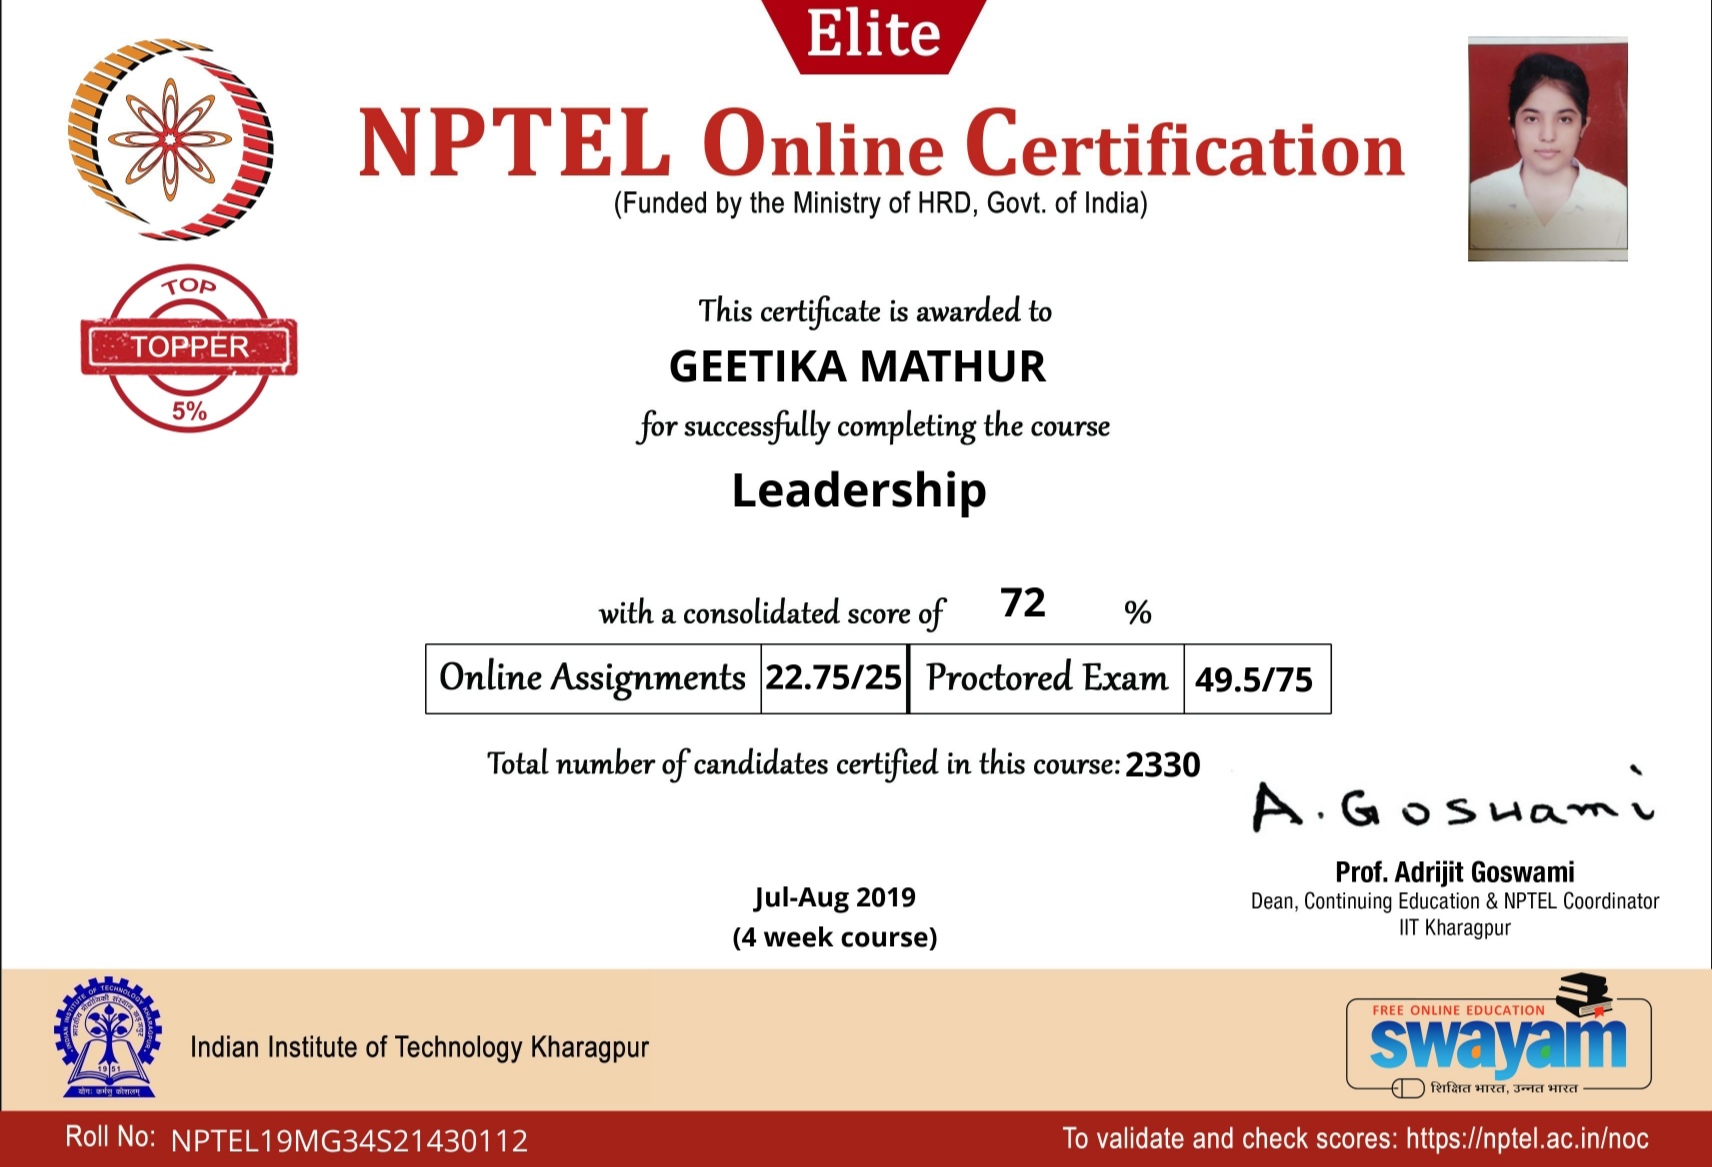 Elite
NPTEL Online Certification
(Funded by the Ministry of HRD, Govt. of India)
TOP
TOPPER
5%
This certificate is awarded to
GEETIKA MATHUR
for successfully completing the course
Leadership
with a consolidated score of 72 %
Online Assignments 22.75/25 Proctored Exam 49.5/75
Total number of candidates certified in this course: 2330
A. Goswami
Prof. Adrijit Goswami
Dean, Continuing Education & NPTEL Coordinator
IIT Kharagpur
Jul-Aug 2019
(4 week course)
INDIAN INSTITUTE OF TECHNOLOGY KHARAGPUR
1951
योगः कर्मसु कौशलम्
Indian Institute of Technology Kharagpur
FREE ONLINE EDUCATION
swayam
शिक्षित भारत, उन्नत भारत
Roll No: NPTEL19MG34S21430112
To validate and check scores: https://nptel.ac.in/noc